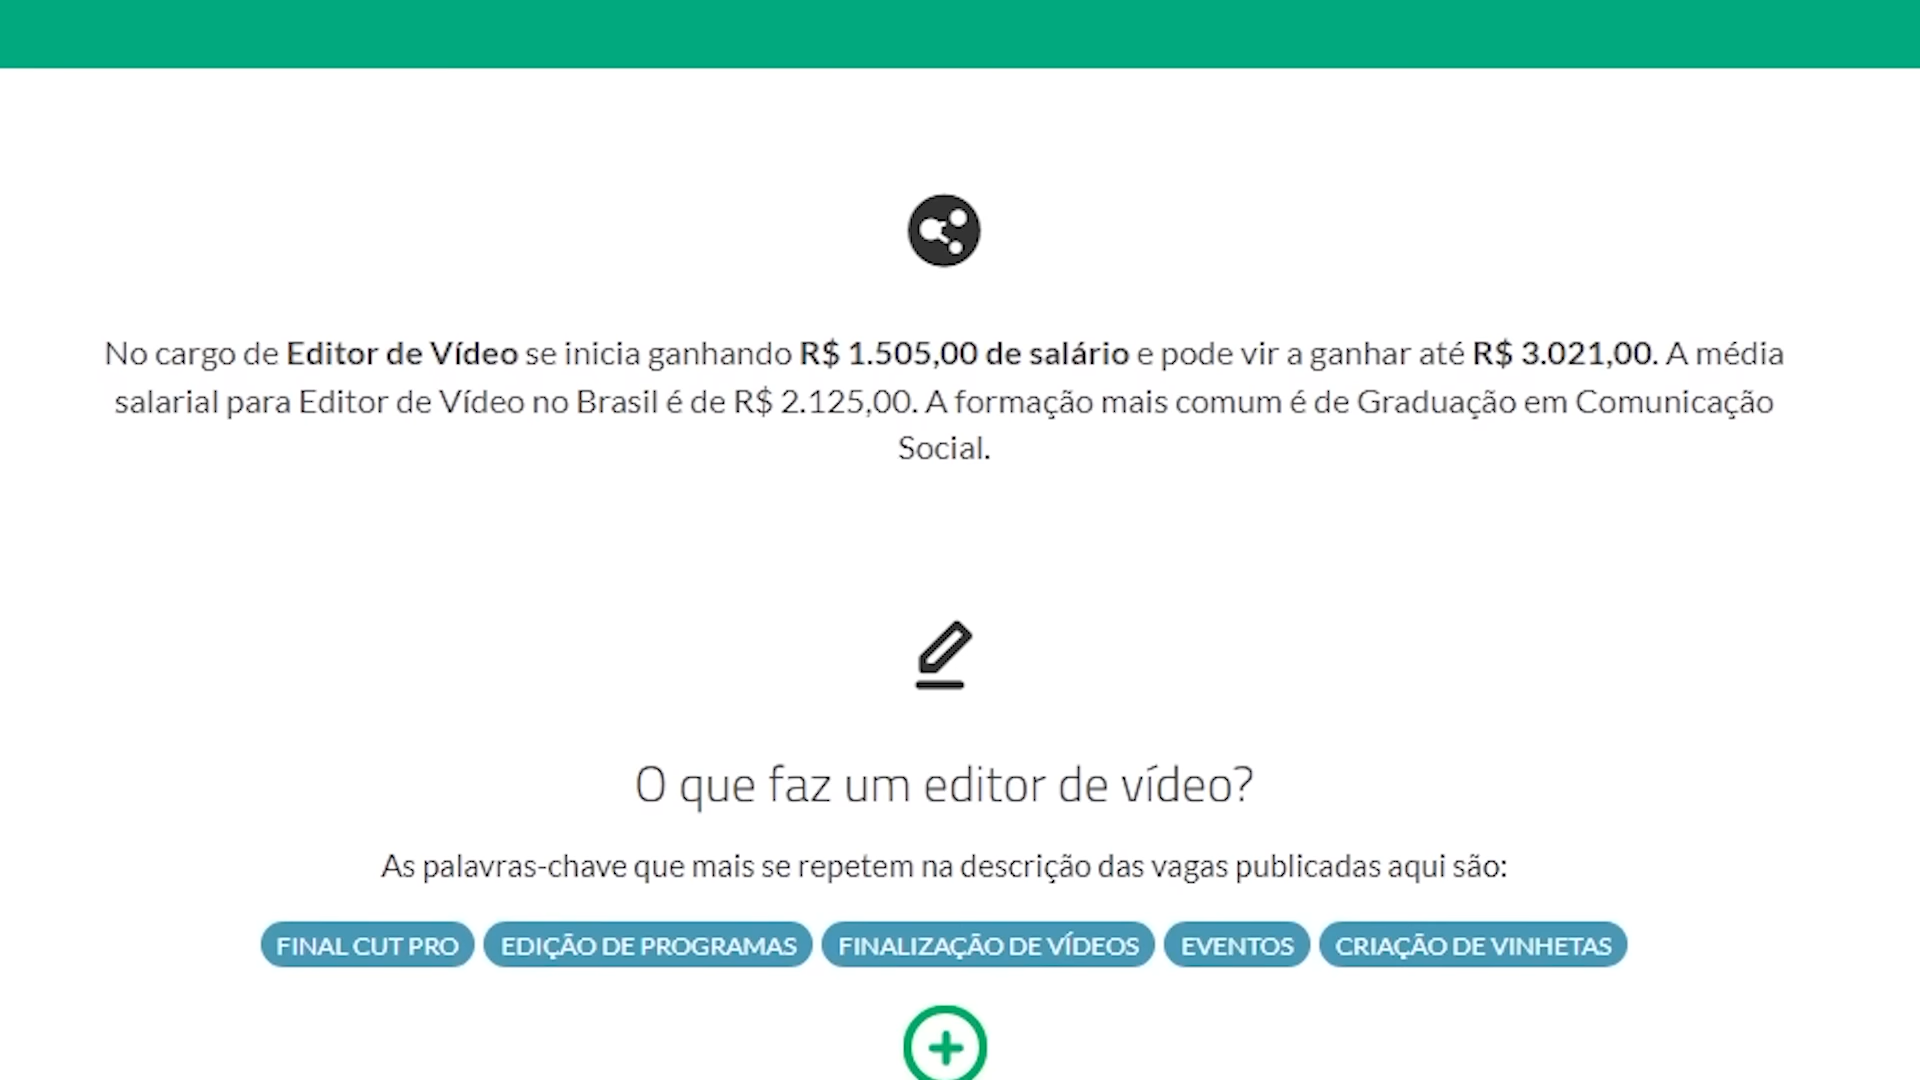 No cargo de Editor de Vídeo se inicia ganhando R$ 1.505,00 de salário e pode vir a ganhar até R$ 3.021,00. A média
salarial para Editor de Vídeo no Brasil é de R$ 2.125,00. A formação mais comum é de Graduação em Comunicação
Social.
O que faz um editor de vídeo?
As palavras-chave que mais se repetem na descrição das vagas publicadas aqui são:
FINAL CUT PRO EDIÇÃO DE PROGRAMAS FINALIZAÇÃO DE VÍDEOS EVENTOS CRIAÇÃO DE VINHETAS